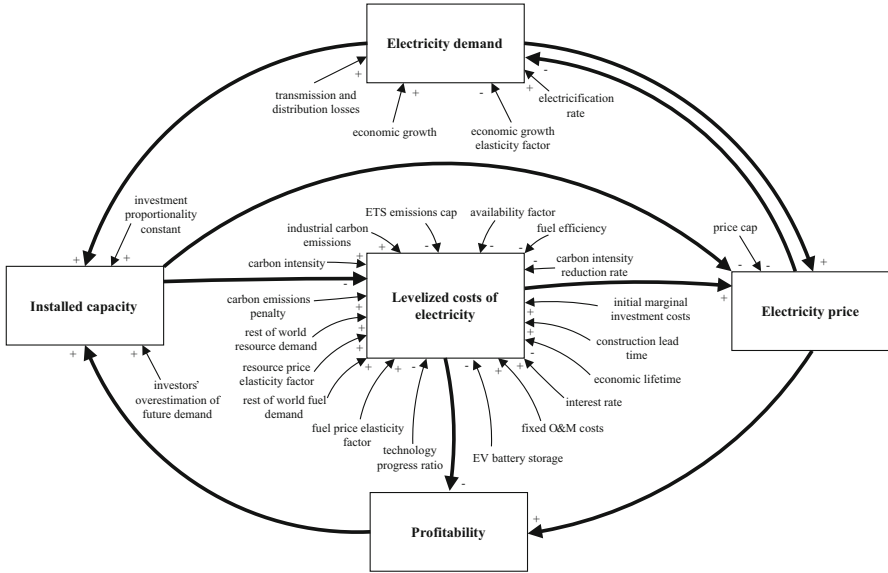 Electricity demand
+
-
transmission and
distribution losses
+
-
+
electricification
rate
economic growth
economic growth
elasticity factor
investment
proportionality
constant
ETS emissions cap
availability factor
price cap
industrial carbon
emissions
fuel efficiency
+
+
+
+
-
-
-
-
-
-
+
carbon intensity
carbon intensity
reduction rate
Installed capacity
-
Levelized costs of
electricity
+
Electricity price
carbon emissions
penalty
+
+
initial marginal
investment costs
rest of world
resource demand
+
+
construction lead
time
+
+
resource price
elasticity factor
+
-
economic lifetime
investors'
overestimation of
future demand
rest of world fuel
demand
+
+
-
-
+
+
interest rate
fuel price elasticity
factor
fixed O&M costs
technology
progress ratio
EV battery storage
-
+
+
Profitability